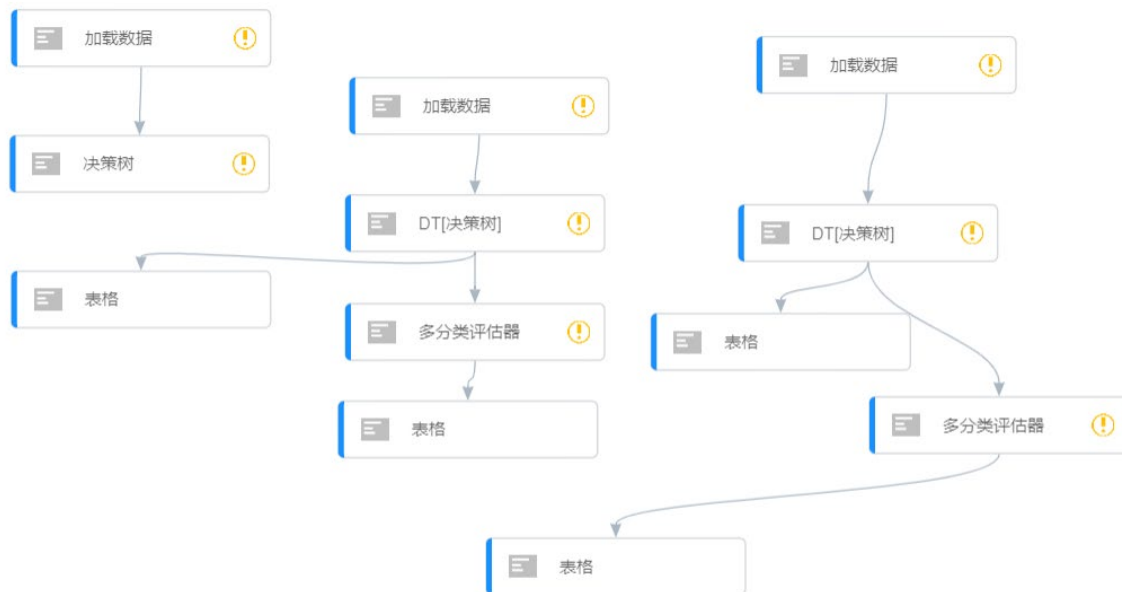 加载数据
决策树
表格
加载数据
DT[决策树]
多分类评估器
表格
加载数据
DT[决策树]
表格
多分类评估器
表格